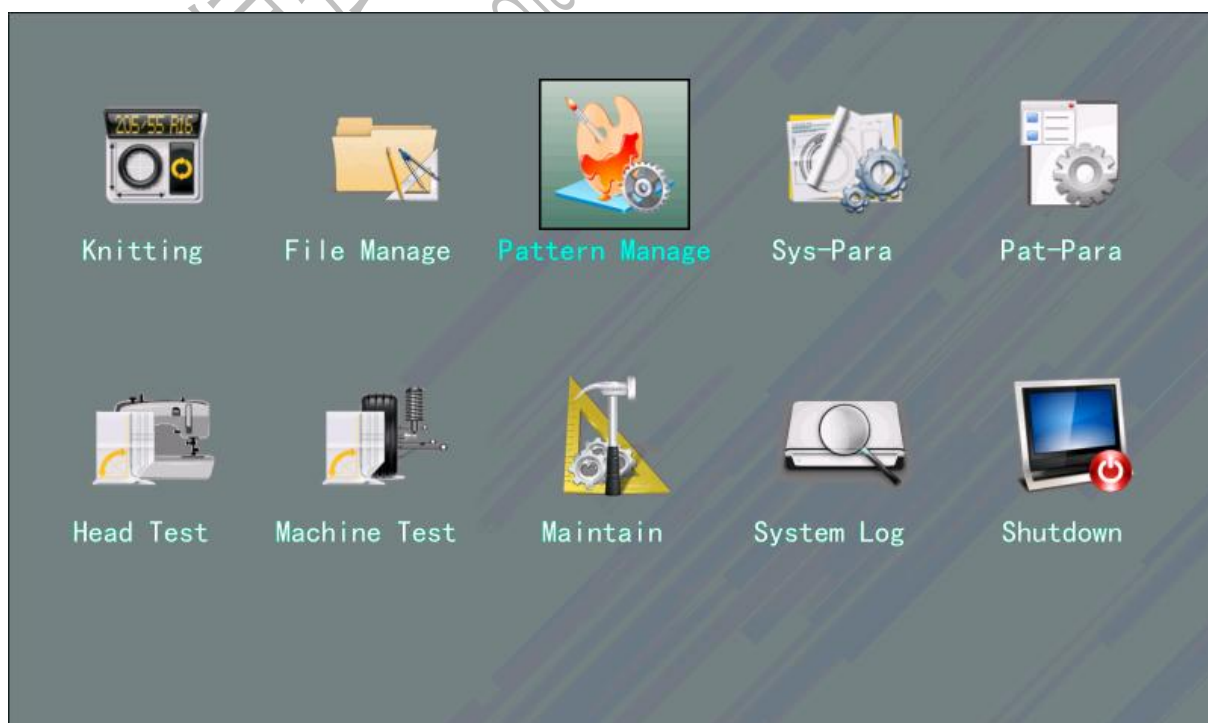 205/55 R16
Knitting
File Manage
Pattern Manage
Sys-Para
Pat-Para
Head Test
Machine Test
Maintain
System Log
Shutdown